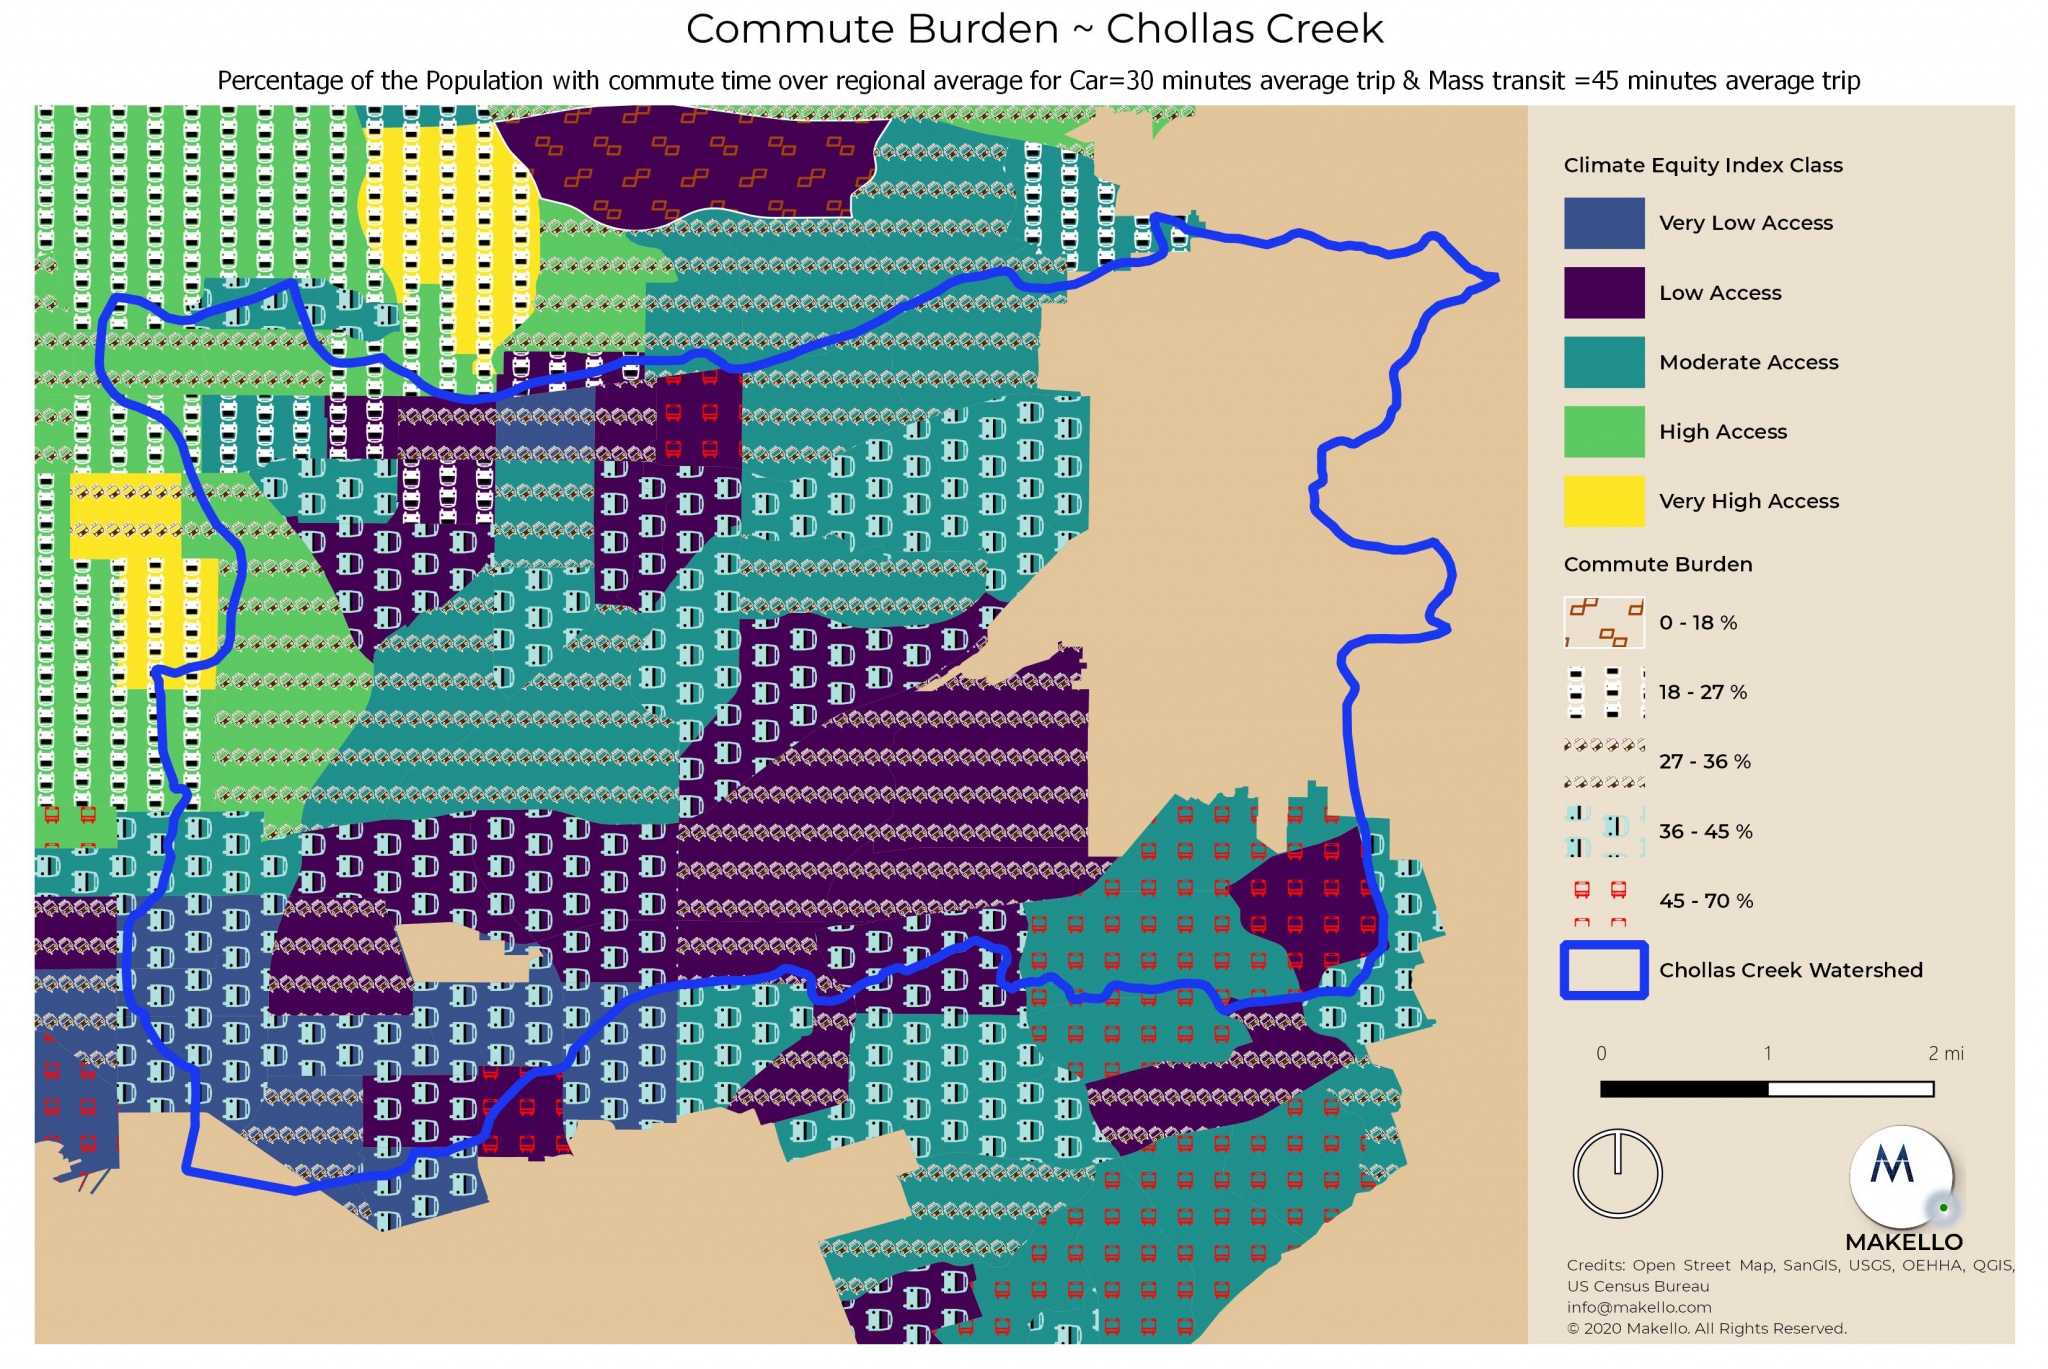 Commute Burden ~ Chollas Creek
Percentage of the Population with commute time over regional average for Car=30 minutes average trip & Mass transit =45 minutes average trip
Climate Equity Index Class
Very Low Access
Low Access
Moderate Access
High Access
Very High Access
Commute Burden
0 - 18 %
18 - 27 %
27 - 36 %
36 - 45 %
45 - 70 %
Chollas Creek Watershed
0 1 2 mi
M
MAKELLO
Credits: Open Street Map, SanGIS, USGS, OEHHA, QGIS,
US Census Bureau
info@makello.com
© 2020 Makello. All Rights Reserved.